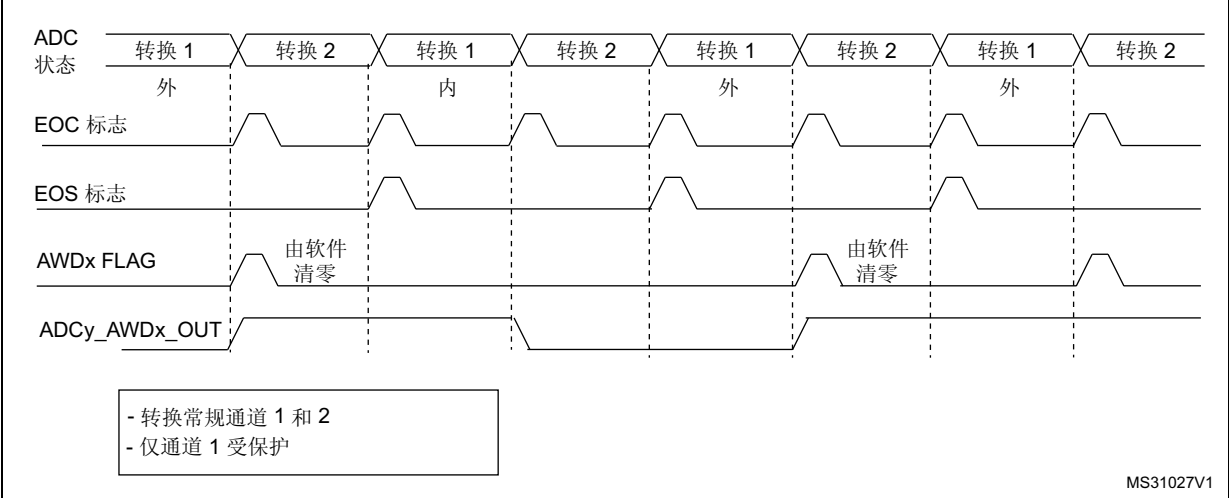 ADC
状态
转换 1 转换 2 转换 1 转换 2 转换 1 转换 2 转换 1 转换 2
外 内 外 外
EOC 标志
EOS 标志
AWDx FLAG
由软件
清零
由软件
清零
ADCy_AWDx_OUT
- 转换常规通道 1 和 2
- 仅通道 1 受保护
MS31027V1